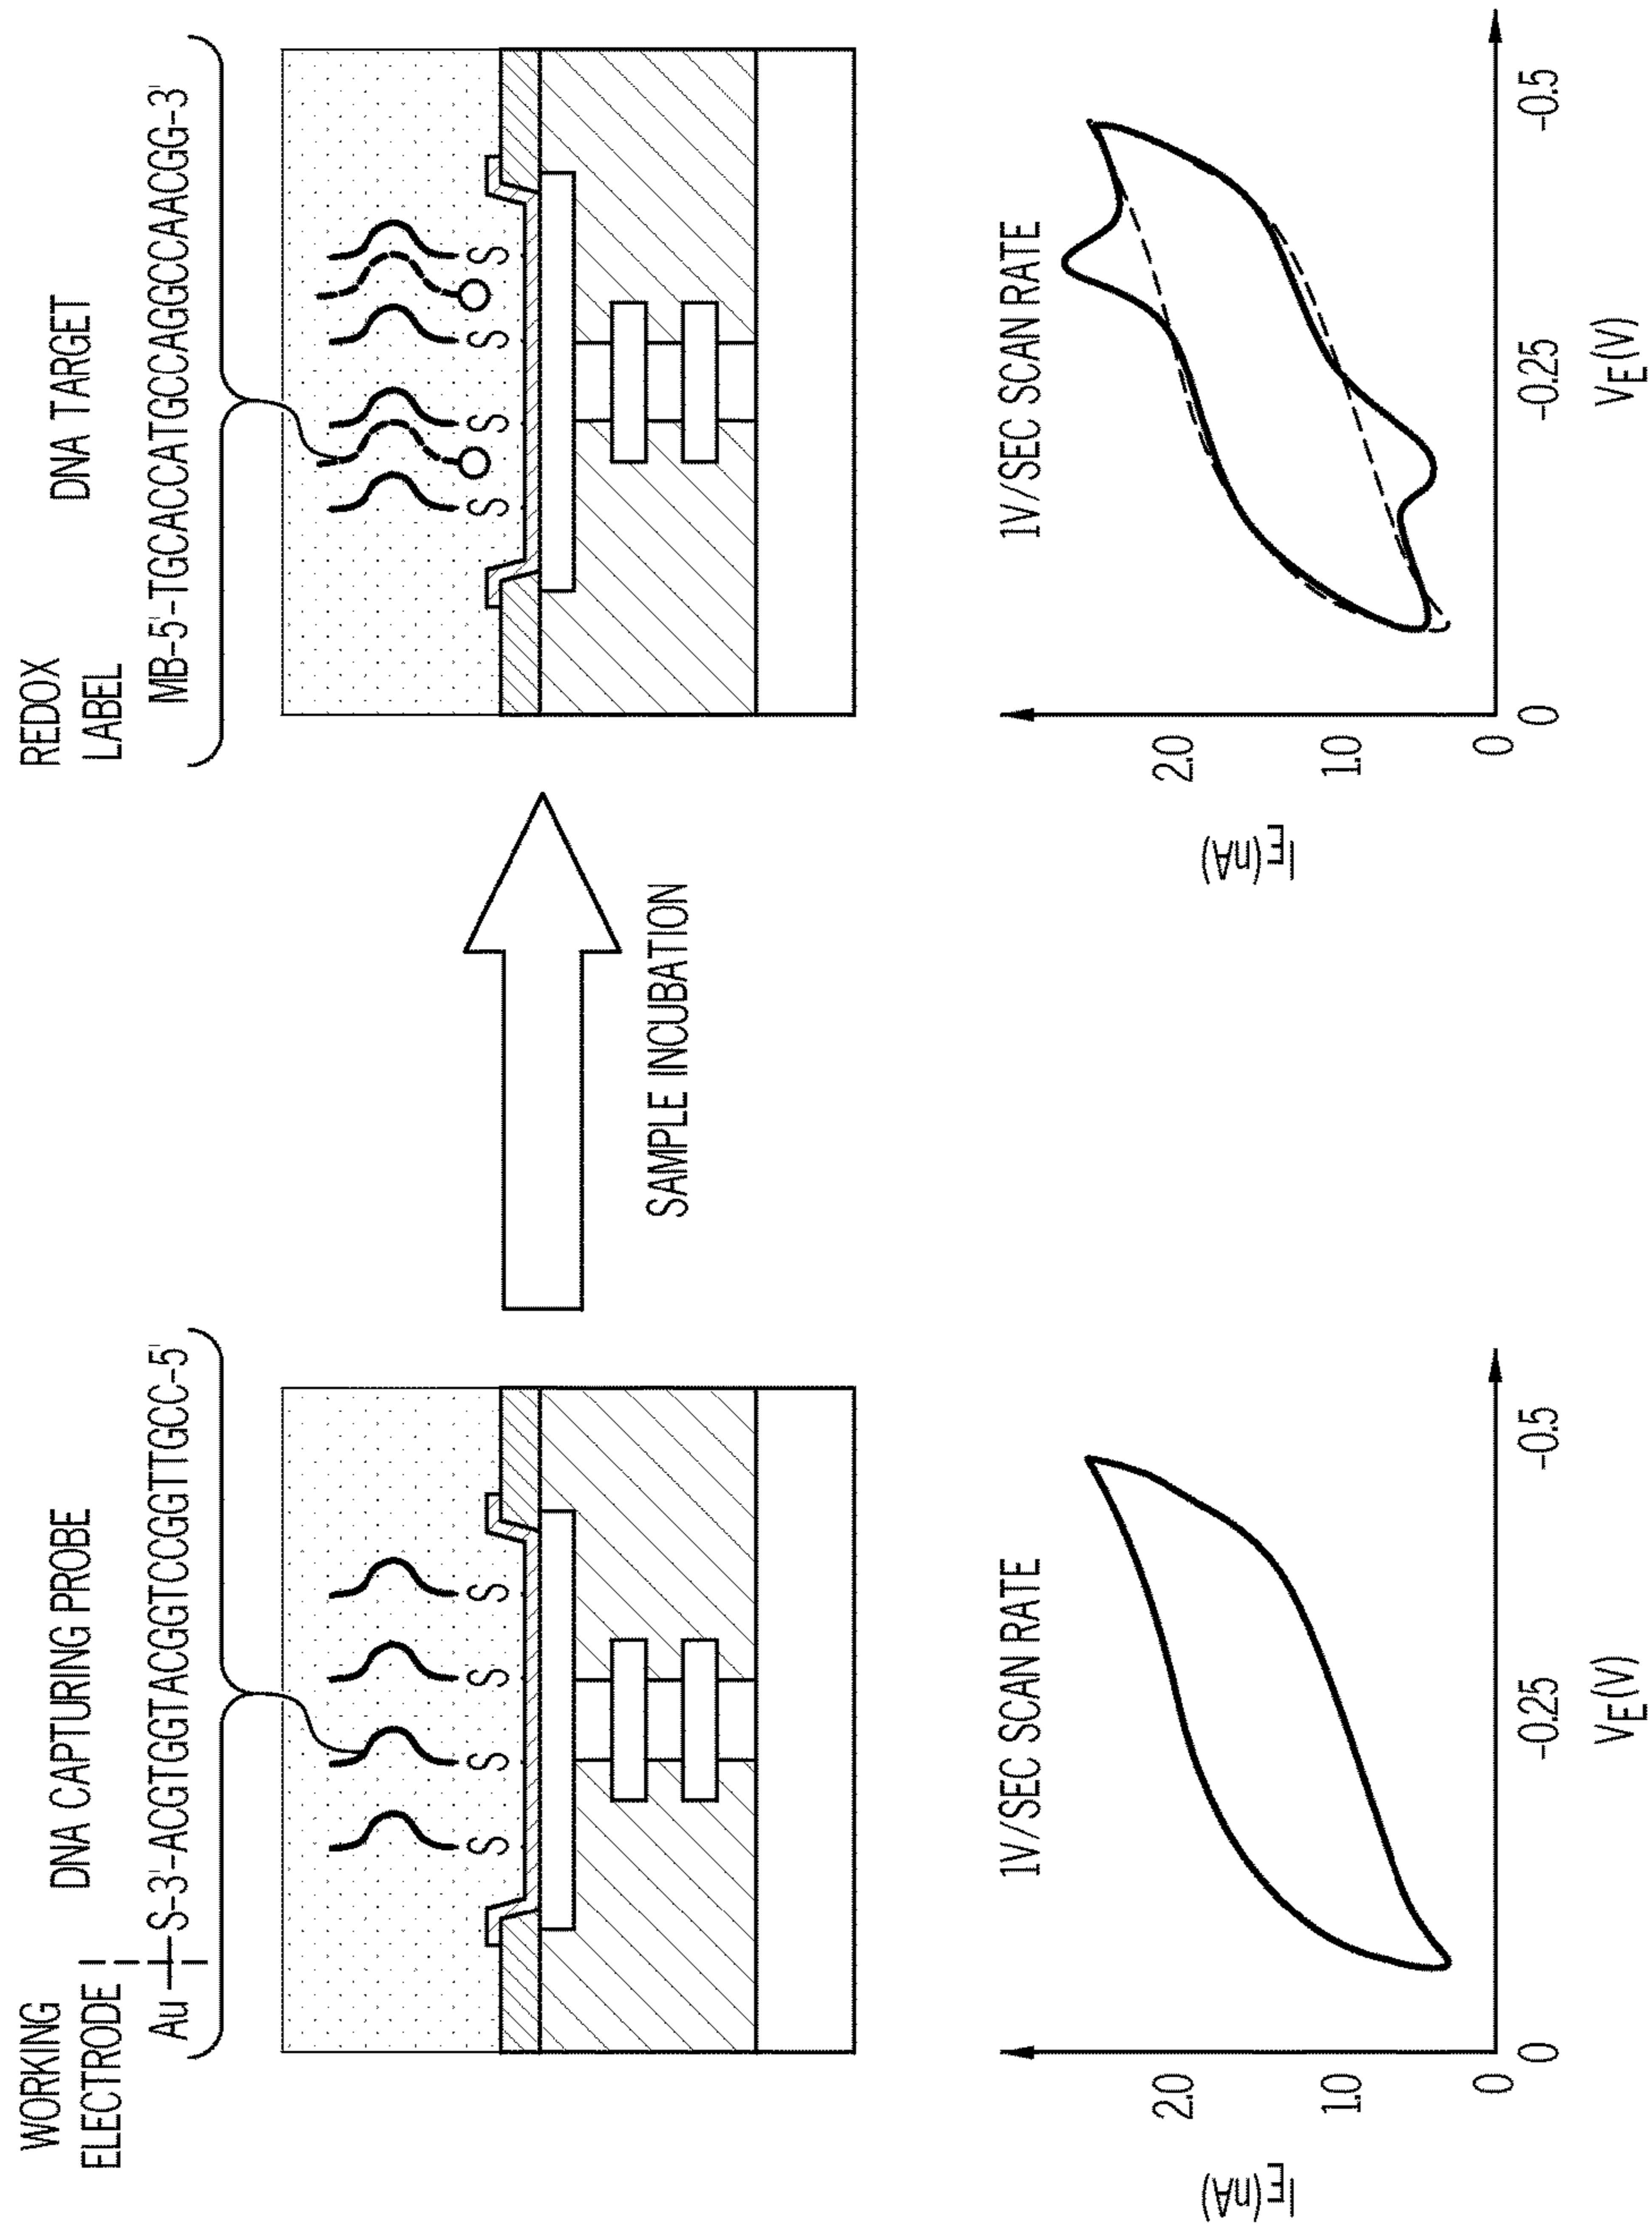 WORKING
ELECTRODE
DNA CAPTURING PROBE
Au—S-3'-ACGTGGTACGGTCCGGTTGCC-5'
S S S S
SAMPLE INCUBATION
REDOX
LABEL
DNA TARGET
MB-5'-TGCACCATGCCAGGCCAACGG-3'
S S S S
1V/SEC SCAN RATE
IE(nA)
2.0
1.0
0
0 -0.25 -0.5
VE(V)
1V/SEC SCAN RATE
IE(nA)
2.0
1.0
0
0 -0.25 -0.5
VE(V)